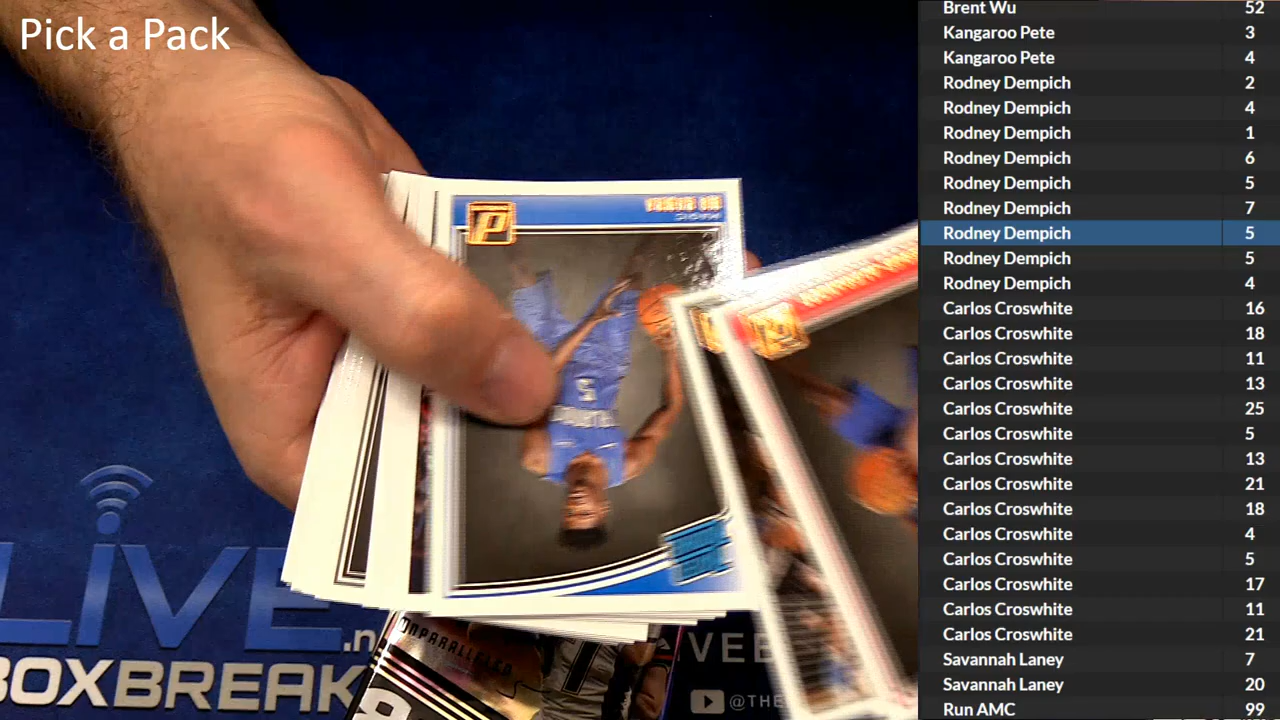 Pick a Pack
Brent Wu 52
Kangaroo Pete 3
Kangaroo Pete 4
Rodney Dempich 2
Rodney Dempich 4
Rodney Dempich 1
Rodney Dempich 6
Rodney Dempich 5
Rodney Dempich 7
Rodney Dempich 5
Rodney Dempich 5
Rodney Dempich 4
Carlos Croswhite 16
Carlos Croswhite 18
Carlos Croswhite 11
Carlos Croswhite 13
Carlos Croswhite 25
Carlos Croswhite 5
Carlos Croswhite 13
Carlos Croswhite 21
Carlos Croswhite 18
Carlos Croswhite 4
Carlos Croswhite 5
Carlos Croswhite 17
Carlos Croswhite 11
Carlos Croswhite 21
Savannah Laney 7
Savannah Laney 20
Run AMC 99
P
5
UNPARALLELED
LIVE.n
BOXBREAK
IVEB
@THE